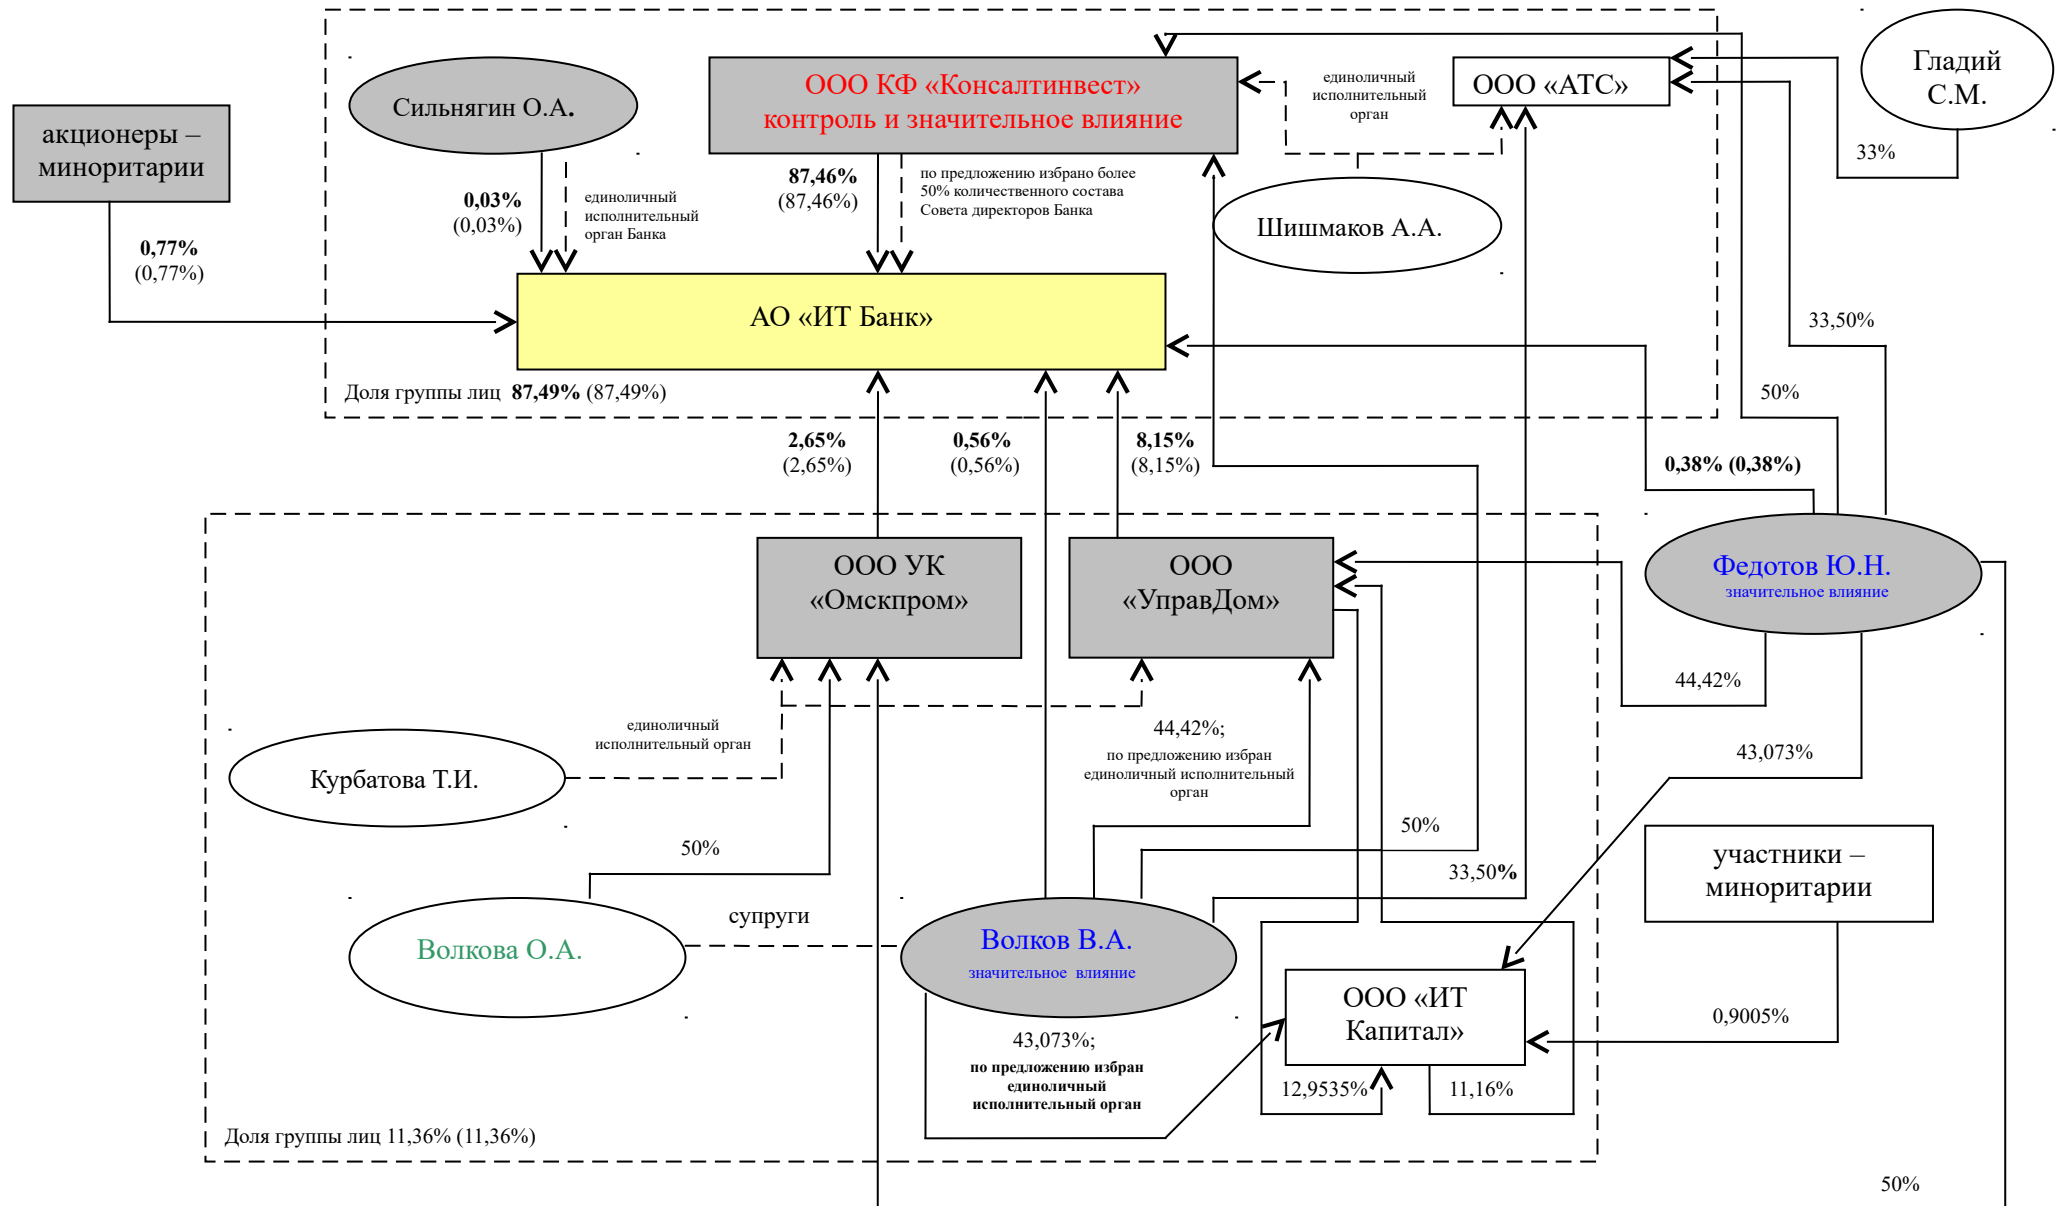 Сильнягин О.А.
ООО КФ «Консалтинвест»
контроль и значительное влияние
единоличный
исполнительный
орган
ООО «АТС»
Гладий
С.М.
акционеры –
миноритарии
33%
0,03%
(0,03%)
единоличный
исполнительный
орган Банка
87,46%
(87,46%)
по предложению избрано более
50% количественного состава
Совета директоров Банка
Шишмаков А.А.
0,77%
(0,77%)
АО «ИТ Банк»
33,50%
Доля группы лиц 87,49% (87,49%)
50%
2,65%
(2,65%)
0,56%
(0,56%)
8,15%
(8,15%)
0,38% (0,38%)
ООО УК
«Омскпром»
ООО
«УправДом»
Федотов Ю.Н.
значительное влияние
44,42%
единоличный
исполнительный орган
44,42%;
по предложению избран
единоличный исполнительный
орган
43,073%
Курбатова Т.И.
50%
50%
33,50%
участники –
миноритарии
супруги
Волкова О.А.
Волков В.А.
значительное влияние
ООО «ИТ
Капитал»
0,9005%
43,073%;
по предложению избран
единоличный
исполнительный орган
12,9535%
11,16%
Доля группы лиц 11,36% (11,36%)
50%